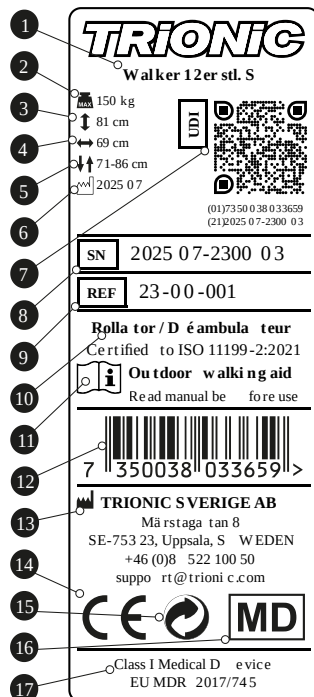 TRiONiC
Walker 12er stl. S
1
2
MAX 150 kg
3
81 cm
4
69 cm
5
71-86 cm
6
2025 07
UDI
(01)7350038033659
(21)202507-2300 03
7
SN 2025 07-2300 03
8
REF 23-00-001
9
Rollator / Déambulateur
Certified to ISO 11199-2:2021
10
i Outdoor walking aid
Read manual before use
11
12
7 350038 033659 >
13
TRIONIC SVERIGE AB
Märstagatan 8
SE-753 23, Uppsala, SWEDEN
+46 (0)8 522 100 50
support@trionic.com
14
CE
15
MD
16
Class I Medical Device
EU MDR 2017/745
17